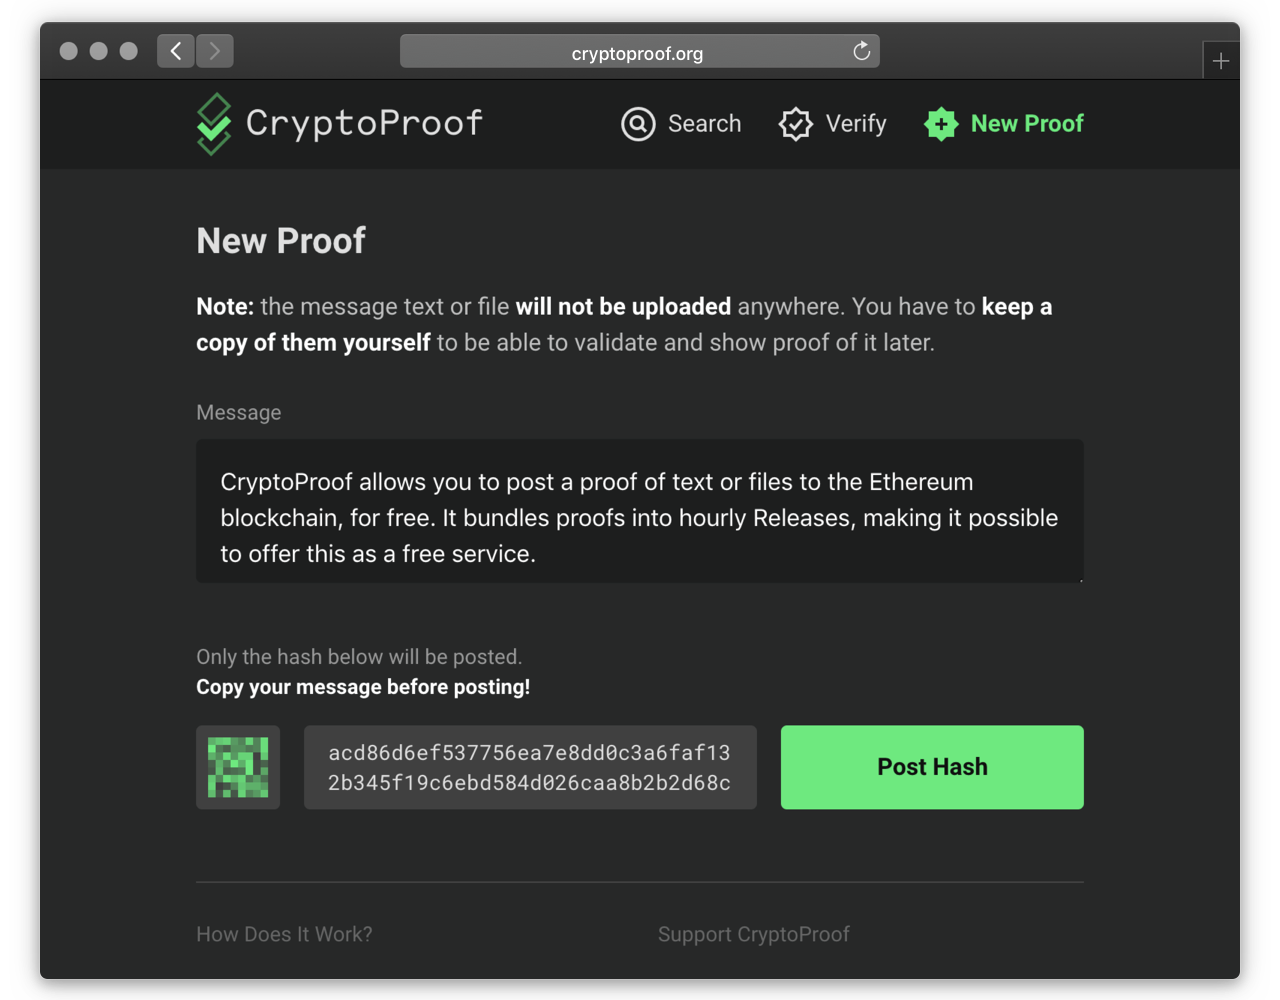 cryptoproof.org
CryptoProof
Search
Verify
New Proof
New Proof
Note: the message text or file will not be uploaded anywhere. You have to keep a
copy of them yourself to be able to validate and show proof of it later.
Message
CryptoProof allows you to post a proof of text or files to the Ethereum
blockchain, for free. It bundles proofs into hourly Releases, making it possible
to offer this as a free service.
Only the hash below will be posted.
Copy your message before posting!
acd86d6ef537756ea7e8dd0c3a6faf13
2b345f19c6ebd584d026caa8b2b2d68c
Post Hash
How Does It Work?
Support CryptoProof